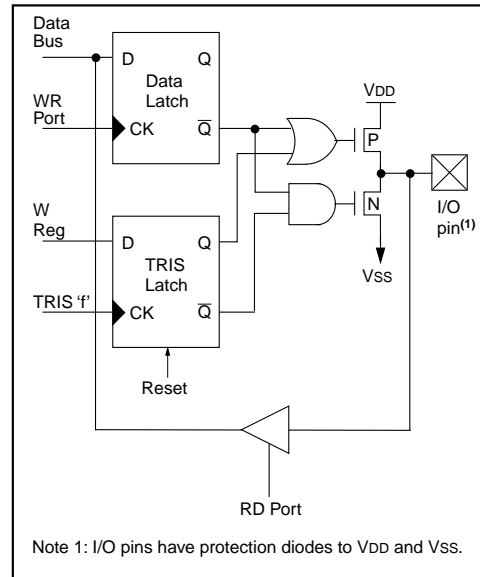 Data
Bus
D
Q
Data
Latch
WR
Port
CK
Q̅
VDD
P
N
I/O
pin(1)
VSS
W
Reg
D
Q
TRIS
Latch
TRIS 'f'
CK
Q̅
Reset
RD Port
Note 1: I/O pins have protection diodes to VDD and VSS.